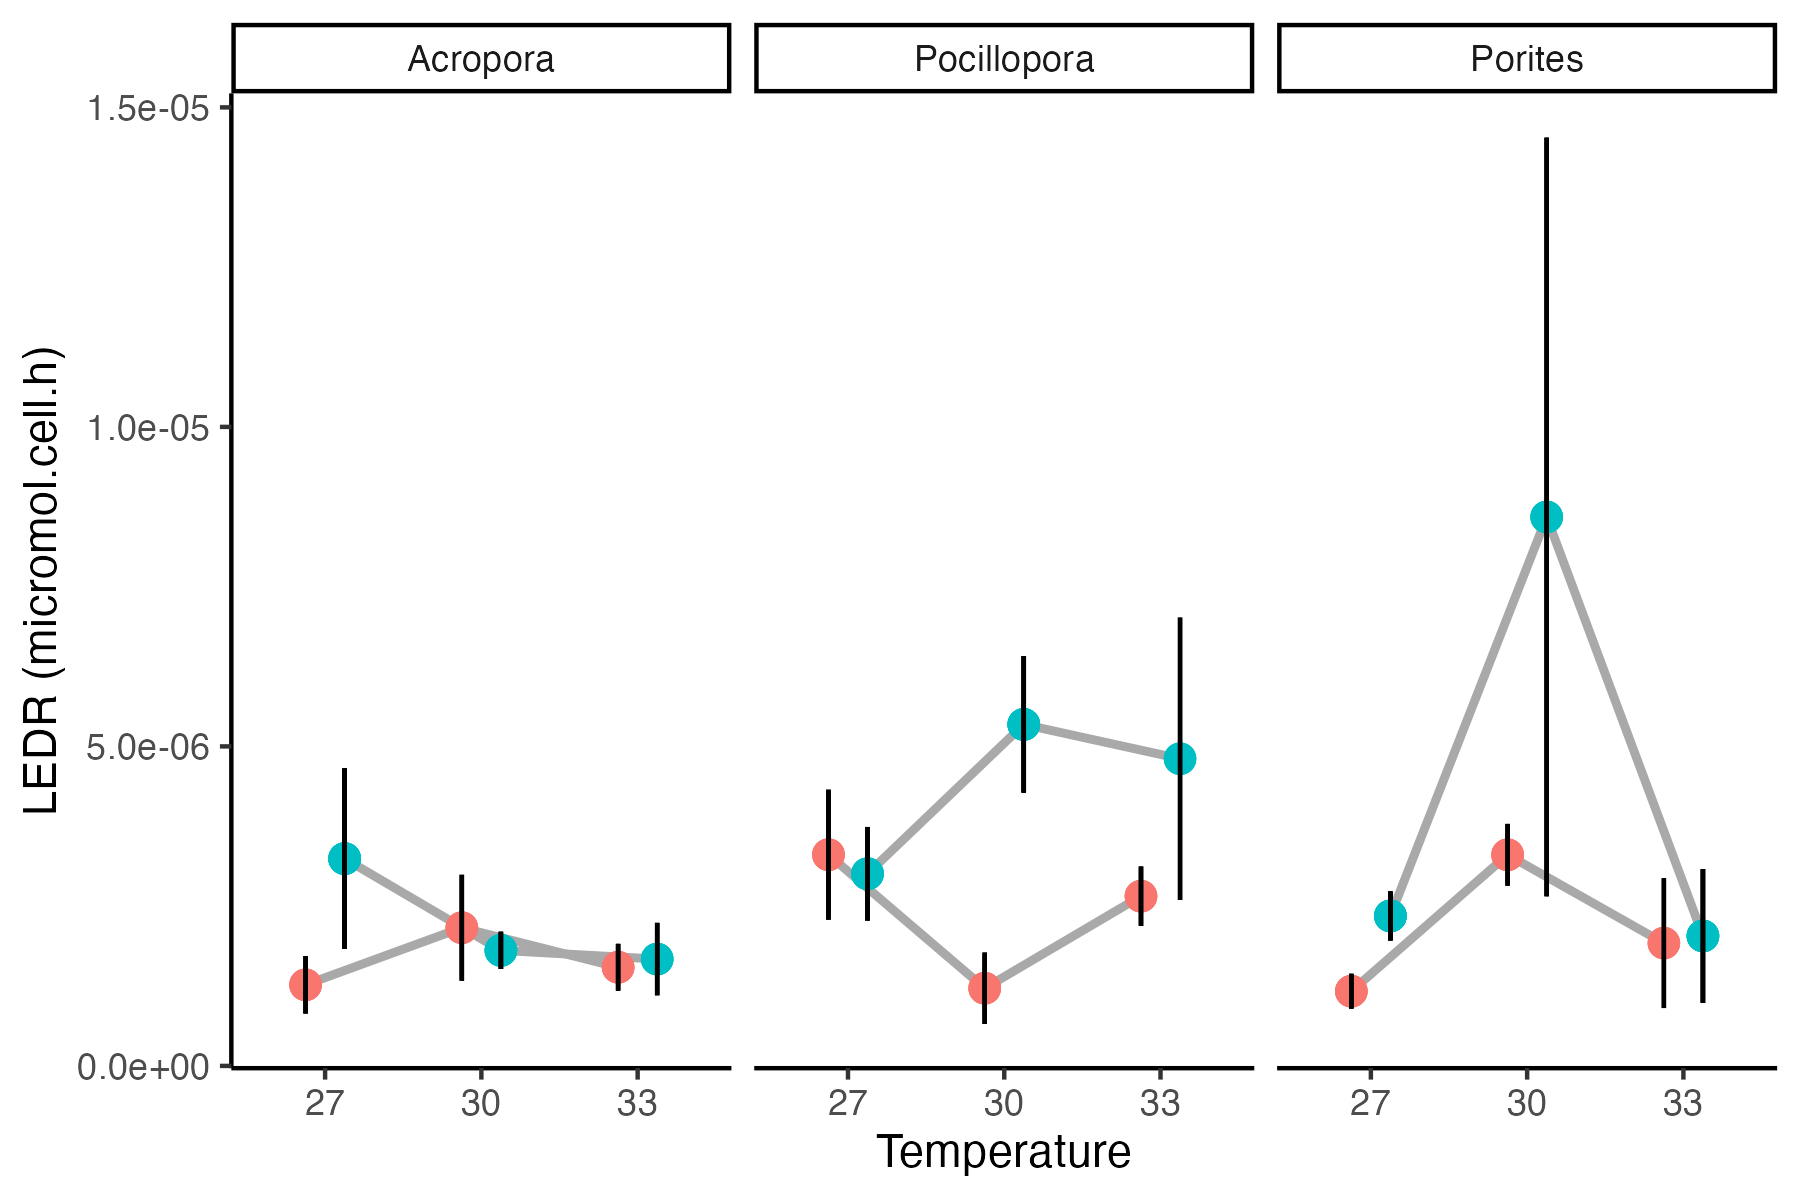 Acropora
Pocillopora
Porites
1.5e-05
1.0e-05
5.0e-06
0.0e+00
LEDR (micromol.cell.h)
27 30 33
27 30 33
27 30 33
Temperature